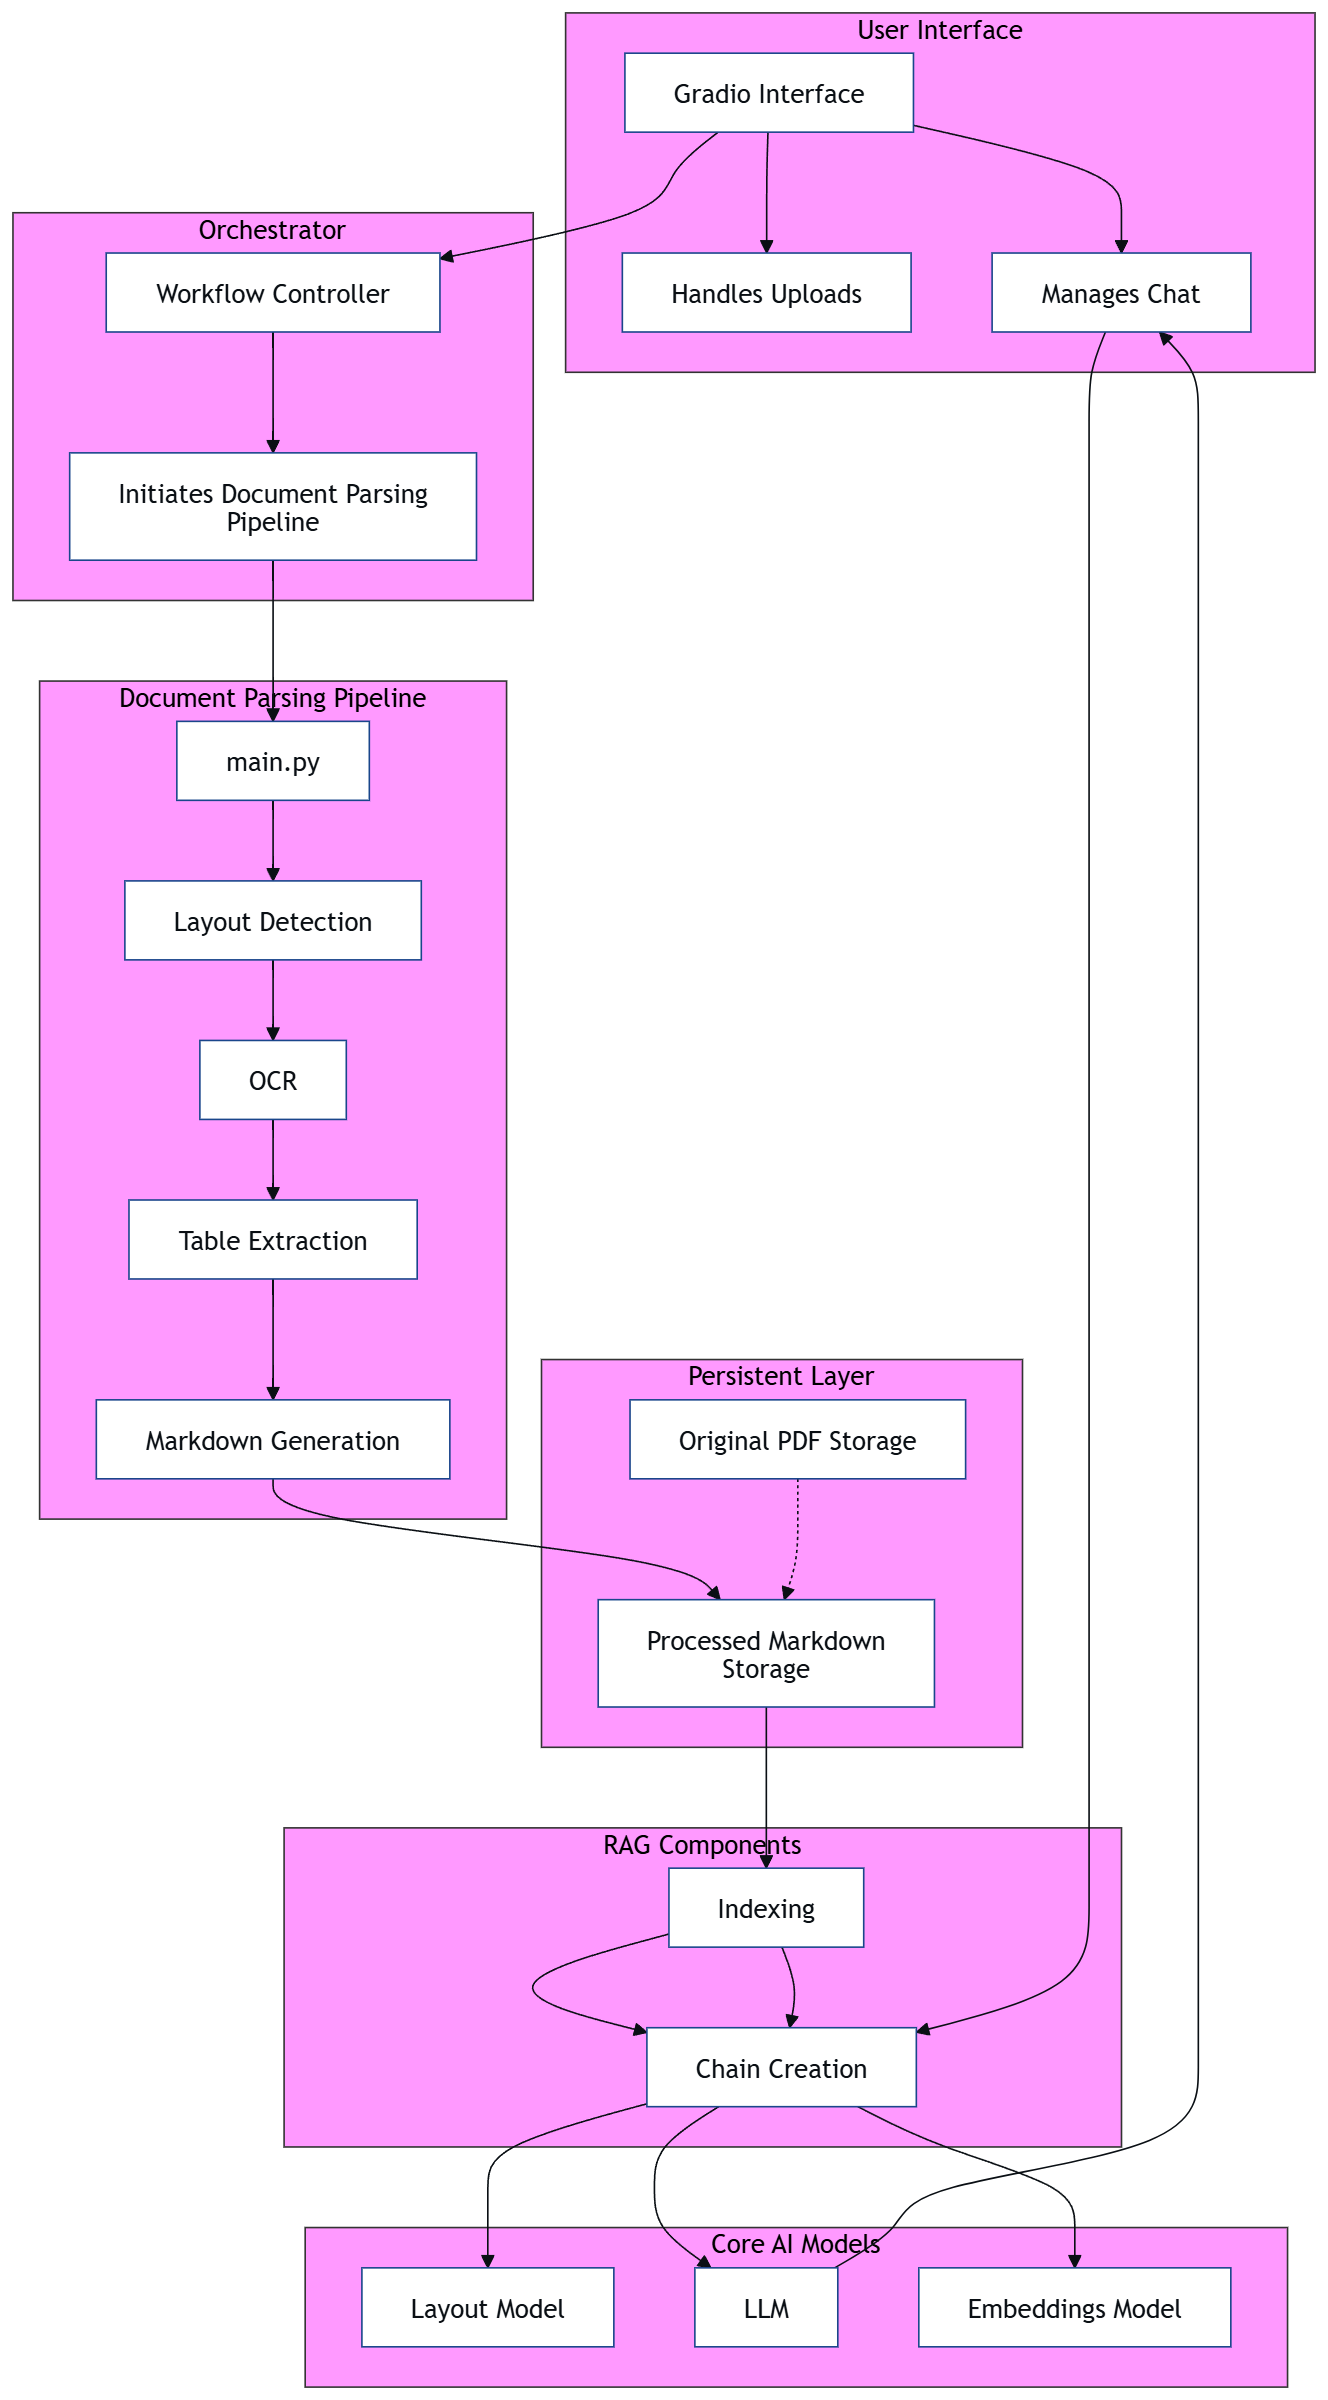 User Interface
Gradio Interface
Orchestrator
Workflow Controller
Handles Uploads
Manages Chat
Initiates Document Parsing
Pipeline
Document Parsing Pipeline
main.py
Layout Detection
OCR
Table Extraction
Markdown Generation
Persistent Layer
Original PDF Storage
Processed Markdown
Storage
RAG Components
Indexing
Chain Creation
Core AI Models
Layout Model
LLM
Embeddings Model